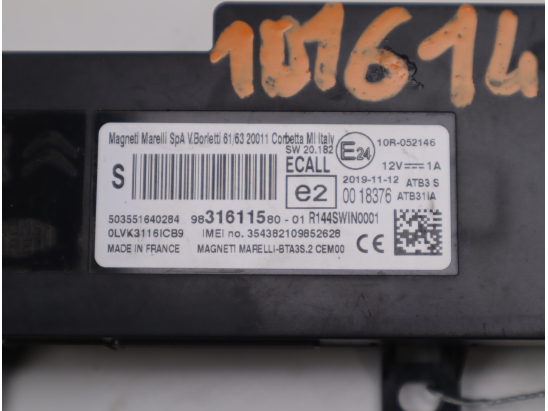 101614
Magneti Marelli SpA V.Borletti 61/63 20011 Corbetta MI Italy
SW 20.182
ECALL
E24
10R-052146
12V⎓1A
S
e2
2019-11-12 ATB3 S
00 18376 ATB31IA
503551640284 9831611580-01 R144SWIN0001
0LVK3116ICB9 IMEI no. 354382109852628
MADE IN FRANCE MAGNETI MARELLI-BTA3S.2 CEM00
CE